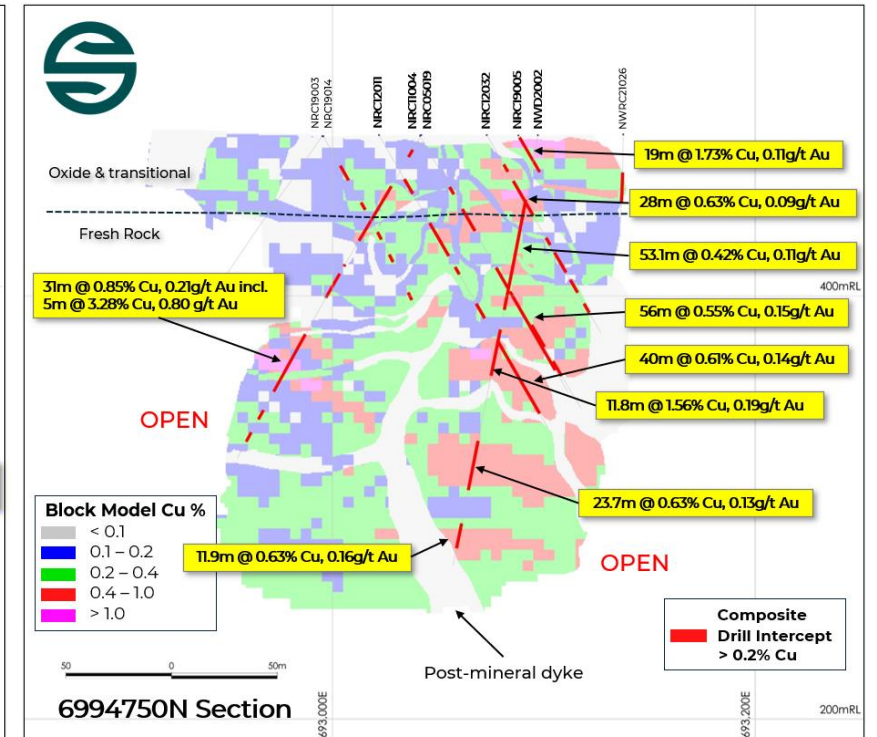 NRC19003
NRC19014
NRC12011
NRC11004
NRC05019
NRC12032
NRC19005
NWD2002
NWRC21026
Oxide & transitional
Fresh Rock
19m @ 1.73% Cu, 0.11g/t Au
28m @ 0.63% Cu, 0.09g/t Au
53.1m @ 0.42% Cu, 0.11g/t Au
400mRL
31m @ 0.85% Cu, 0.21g/t Au incl.
5m @ 3.28% Cu, 0.80 g/t Au
56m @ 0.55% Cu, 0.15g/t Au
40m @ 0.61% Cu, 0.14g/t Au
11.8m @ 1.56% Cu, 0.19g/t Au
OPEN
23.7m @ 0.63% Cu, 0.13g/t Au
Block Model Cu %
< 0.1
0.1 – 0.2
0.2 – 0.4
0.4 – 1.0
> 1.0
11.9m @ 0.63% Cu, 0.16g/t Au
OPEN
Composite
Drill Intercept
> 0.2% Cu
Post-mineral dyke
50 0 50m
6994750N Section
693,000E
693,200E
200mRL